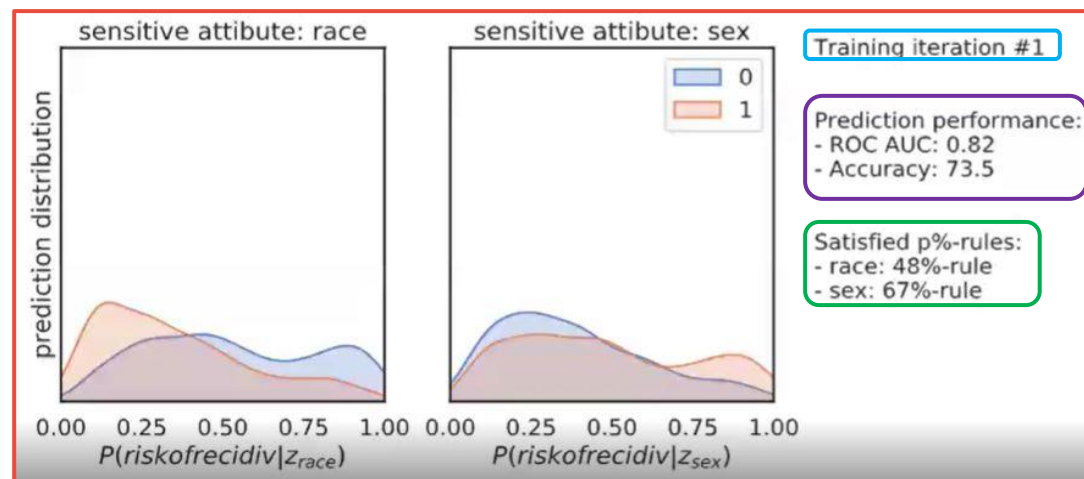 sensitive attibute: race
sensitive attibute: sex
0
1
prediction distribution
0.00 0.25 0.50 0.75 1.00
0.00 0.25 0.50 0.75 1.00
P(riskofrecidiv|z_race)
P(riskofrecidiv|z_sex)
Training iteration #1
Prediction performance:
- ROC AUC: 0.82
- Accuracy: 73.5
Satisfied p%-rules:
- race: 48%-rule
- sex: 67%-rule